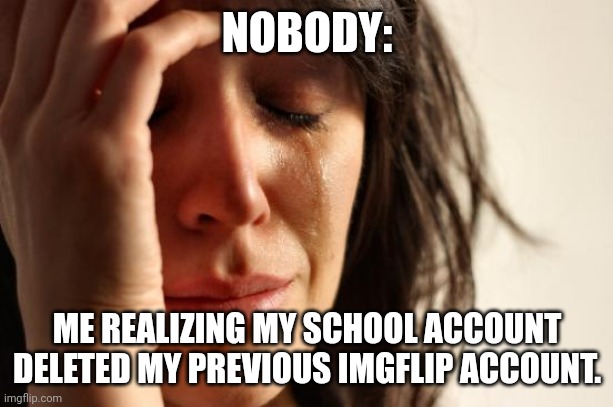 NOBODY:
ME REALIZING MY SCHOOL ACCOUNT
DELETED MY PREVIOUS IMGFLIP ACCOUNT.
imgflip.com